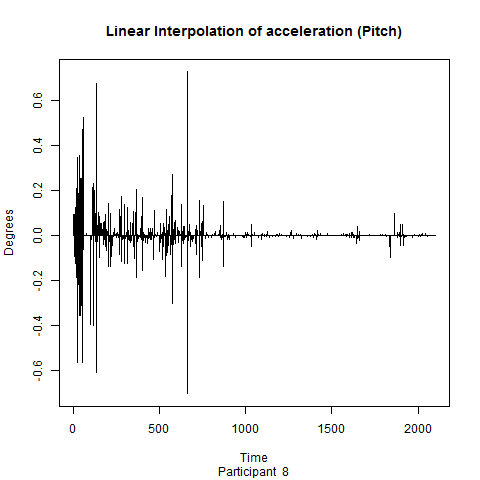 Linear Interpolation of acceleration (Pitch)
Degrees
0.6
0.4
0.2
0.0
-0.2
-0.4
-0.6
0 500 1000 1500 2000
Time
Participant 8